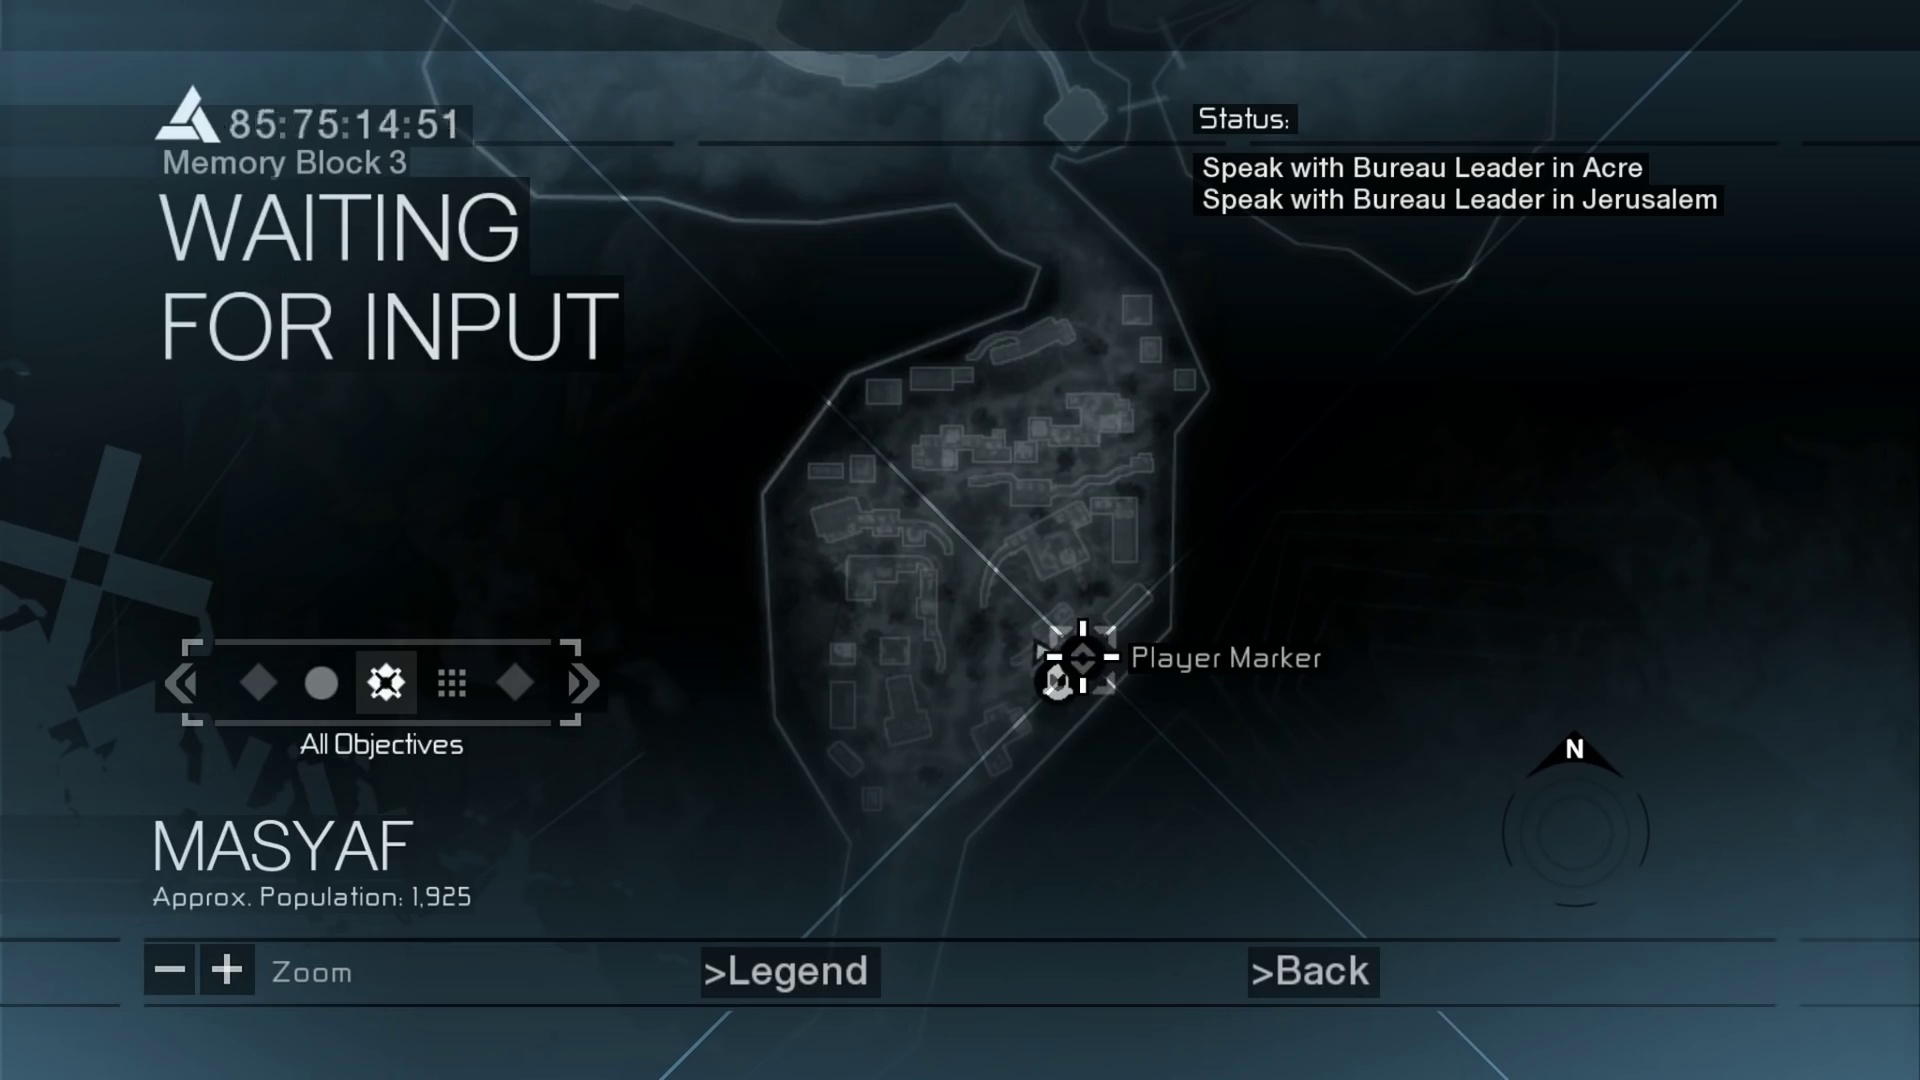 85:75:14:51
Memory Block 3
WAITING
FOR INPUT
Status:
Speak with Bureau Leader in Acre
Speak with Bureau Leader in Jerusalem
Player Marker
All Objectives
N
MASYAF
Approx. Population: 1,925
Zoom
>Legend
>Back